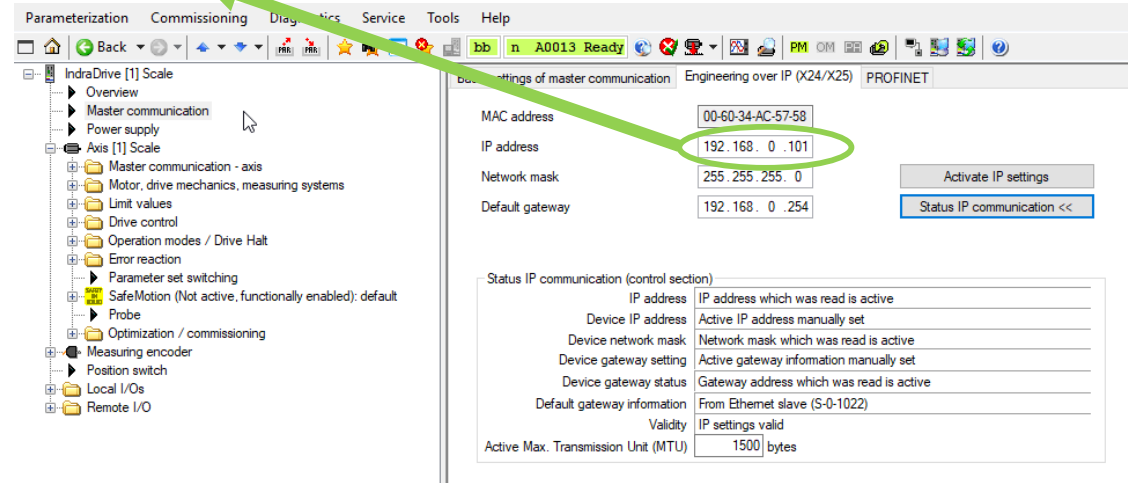 Parameterization Commissioning Diagnostics Service Tools Help
Back bb n A0013 Ready PM OM
IndraDrive [1] Scale
Overview
Master communication
Power supply
Axis [1] Scale
Master communication - axis
Motor, drive mechanics, measuring systems
Limit values
Drive control
Operation modes / Drive Halt
Error reaction
Parameter set switching
SafeMotion (Not active, functionally enabled): default
Probe
Optimization / commissioning
Measuring encoder
Position switch
Local I/Os
Remote I/O
settings of master communication Engineering over IP (X24/X25) PROFINET
MAC address 00-60-34-AC-57-58
IP address 192.168. 0 .101
Network mask 255.255.255. 0 Activate IP settings
Default gateway 192.168. 0 .254 Status IP communication <<
Status IP communication (control section)
IP address IP address which was read is active
Device IP address Active IP address manually set
Device network mask Network mask which was read is active
Device gateway setting Active gateway information manually set
Device gateway status Gateway address which was read is active
Default gateway information From Ethernet slave (S-0-1022)
Validity IP settings valid
Active Max. Transmission Unit (MTU) 1500 bytes